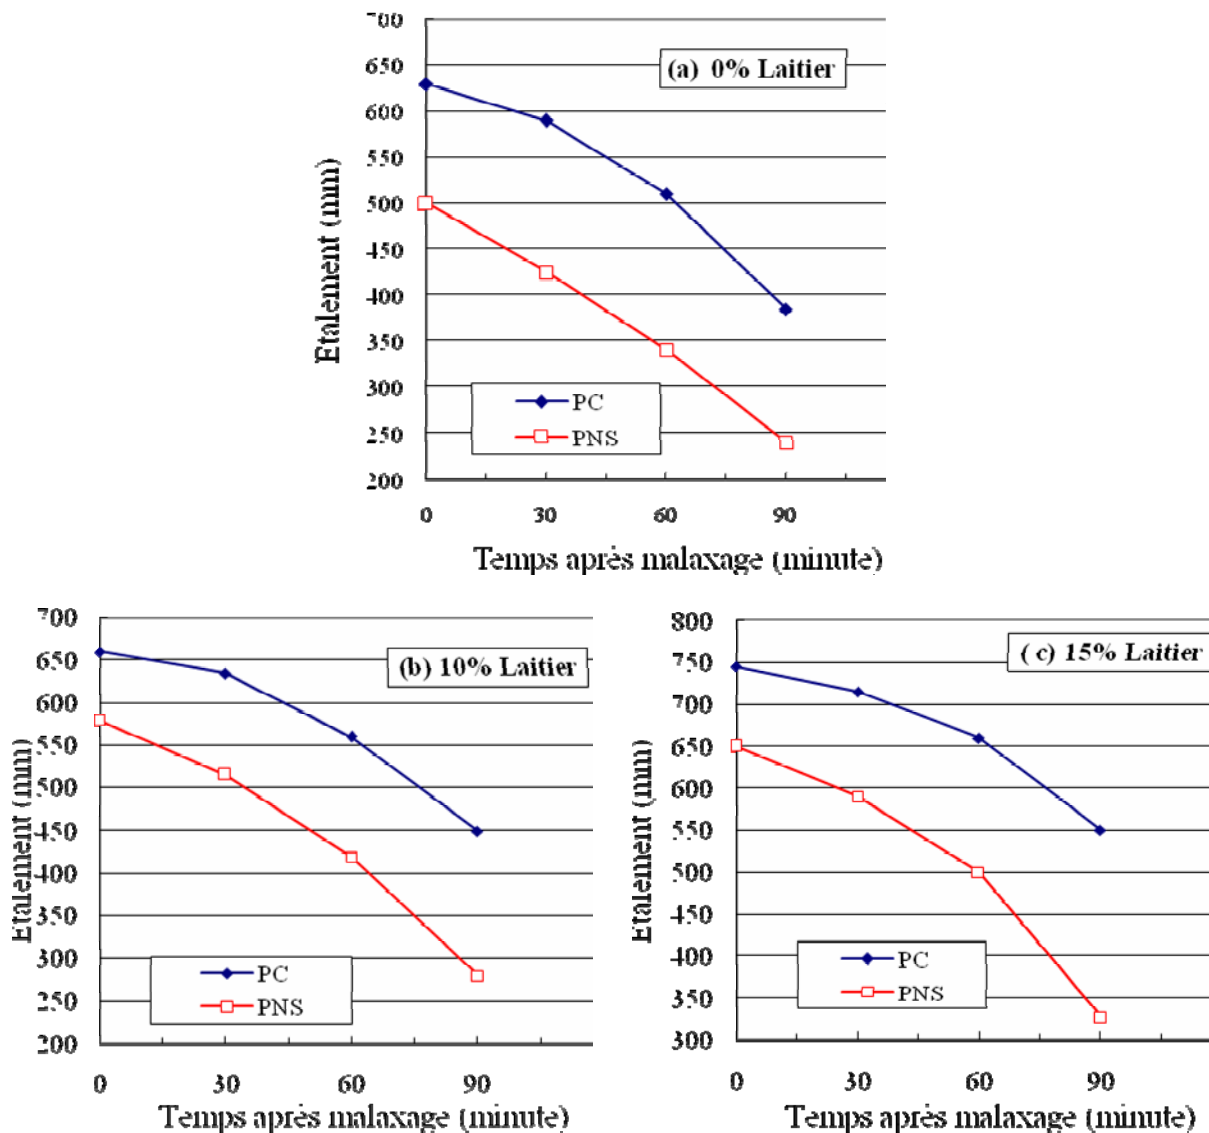 700
(a) 0% Laitier
650
600
550
500
450
400
350
300
250
200
Etalement (mm)
PC
PNS
0 30 60 90
Temps après malaxage (minute)
700
(b) 10% Laitier
650
600
550
500
450
400
350
300
250
200
Etalement (mm)
PC
PNS
0 30 60 90
Temps après malaxage (minute)
800
( c) 15% Laitier
750
700
650
600
550
500
450
400
350
300
Etalement (mm)
PC
PNS
0 30 60 90
Temps après malaxage (minute)